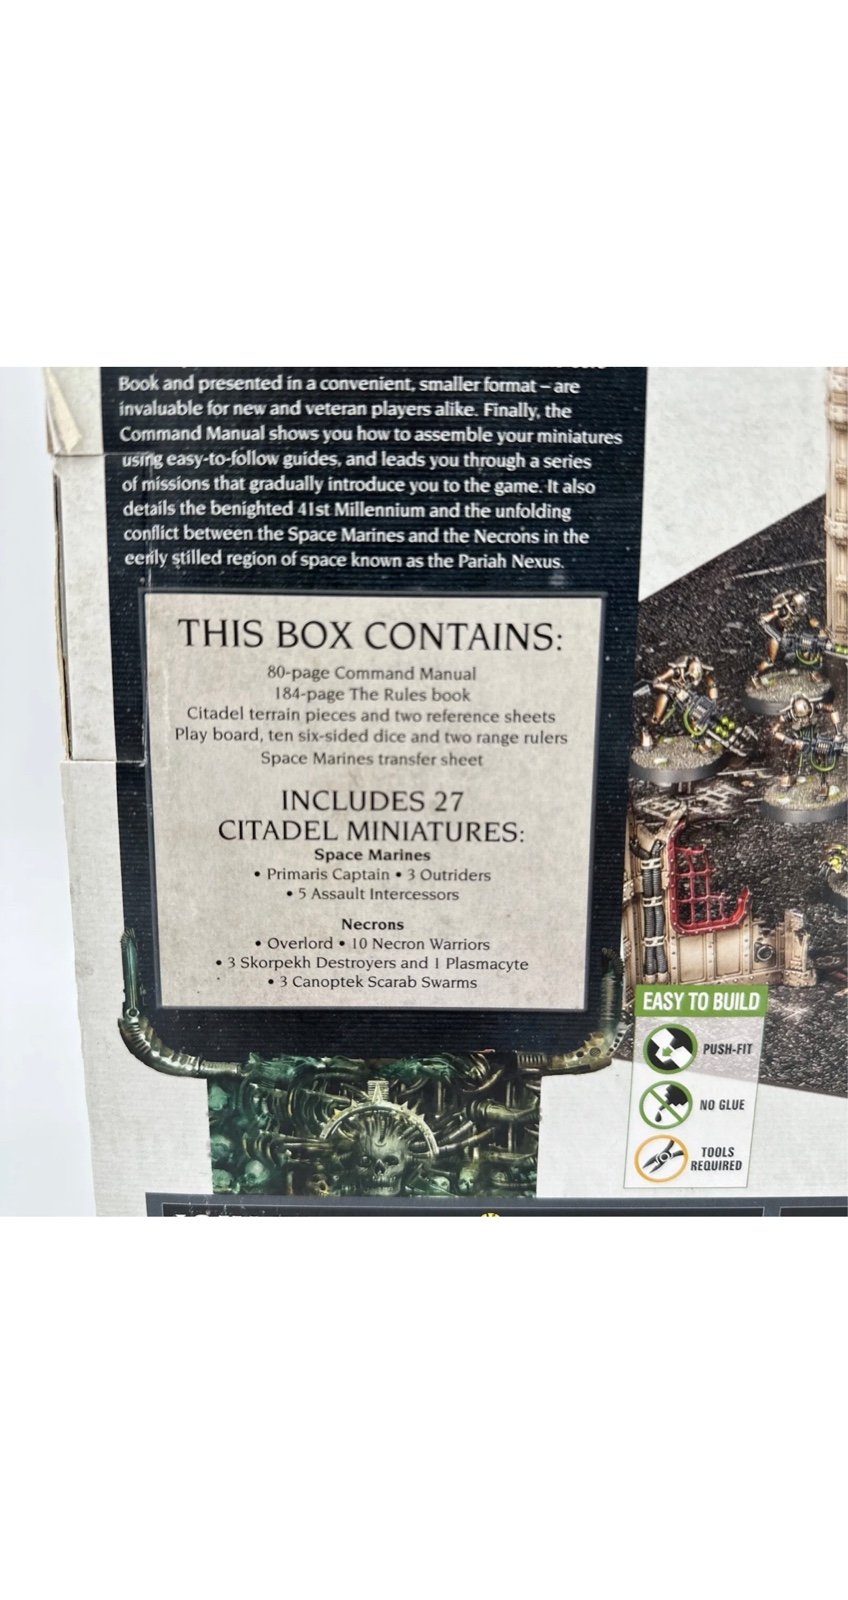 Book and presented in a convenient, smaller format – are
invaluable for new and veteran players alike. Finally, the
Command Manual shows you how to assemble your miniatures
using easy-to-follow guides, and leads you through a series
of missions that gradually introduce you to the game. It also
details the benighted 41st Millennium and the unfolding
conflict between the Space Marines and the Necrons in the
eerily stilled region of space known as the Pariah Nexus.
THIS BOX CONTAINS:
80-page Command Manual
184-page The Rules book
Citadel terrain pieces and two reference sheets
Play board, ten six-sided dice and two range rulers
Space Marines transfer sheet
INCLUDES 27
CITADEL MINIATURES:
Space Marines
• Primaris Captain • 3 Outriders
• 5 Assault Intercessors
Necrons
• Overlord • 10 Necron Warriors
• 3 Skorpekh Destroyers and 1 Plasmacyte
• 3 Canoptek Scarab Swarms
EASY TO BUILD
PUSH-FIT
NO GLUE
TOOLS
REQUIRED